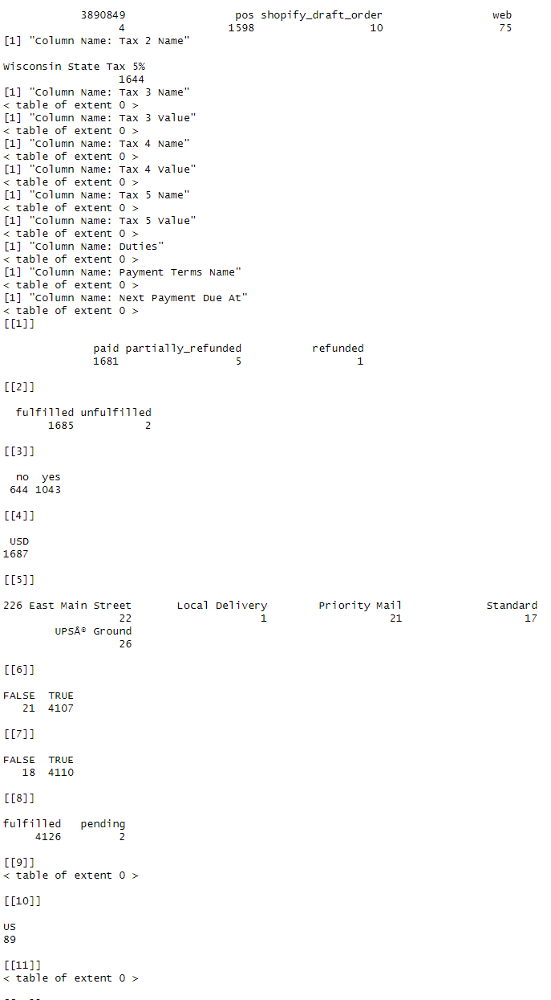 3890849 pos shopify_draft_order web
4 1598 10 75
[1] "Column Name: Tax 2 Name"
Wisconsin State Tax 5%
1644
[1] "Column Name: Tax 3 Name"
< table of extent 0 >
[1] "Column Name: Tax 3 Value"
< table of extent 0 >
[1] "Column Name: Tax 4 Name"
< table of extent 0 >
[1] "Column Name: Tax 4 Value"
< table of extent 0 >
[1] "Column Name: Tax 5 Name"
< table of extent 0 >
[1] "Column Name: Tax 5 Value"
< table of extent 0 >
[1] "Column Name: Duties"
< table of extent 0 >
[1] "Column Name: Payment Terms Name"
< table of extent 0 >
[1] "Column Name: Next Payment Due At"
< table of extent 0 >
[[1]]
paid partially_refunded refunded
1681 5 1
[[2]]
fulfilled unfulfilled
1685 2
[[3]]
no yes
644 1043
[[4]]
USD
1687
[[5]]
226 East Main Street Local Delivery Priority Mail Standard
22 1 21 17
UPSÂ® Ground
26
[[6]]
FALSE TRUE
21 4107
[[7]]
FALSE TRUE
18 4110
[[8]]
fulfilled pending
4126 2
[[9]]
< table of extent 0 >
[[10]]
US
89
[[11]]
< table of extent 0 >